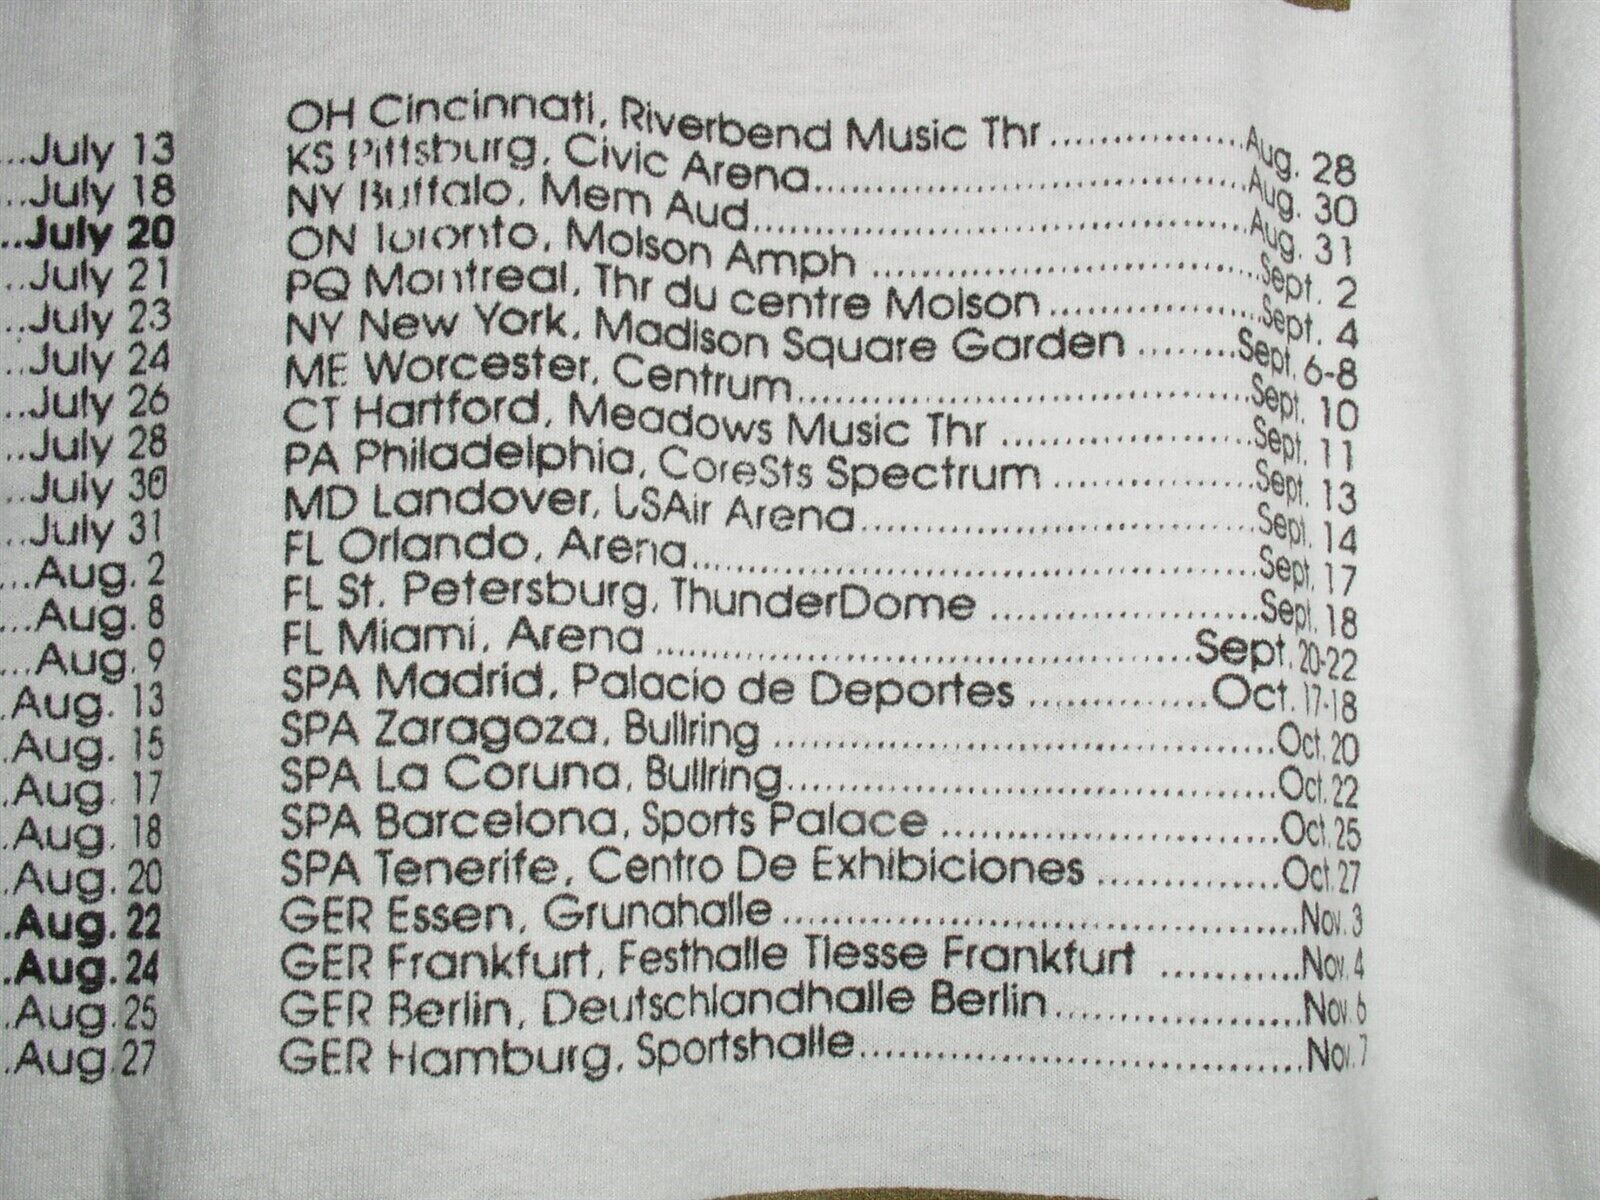 ...July 13
...July 18
...July 20
...July 21
...July 23
...July 24
...July 26
...July 28
...July 30
...July 31
...Aug. 2
...Aug. 8
...Aug. 9
.Aug. 13
.Aug. 15
.Aug. 17
.Aug. 18
.Aug. 20
.Aug. 22
.Aug. 24
.Aug. 25
.Aug. 27
OH Cincinnati, Riverbend Music Thr ................Aug. 28
KS Pittsburg, Civic Arena................Aug. 30
NY Buffalo, Mem Aud................Aug. 31
ON Toronto, Molson Amph ................Sept. 2
PQ Montreal, Thr du centre Molson ................Sept. 4
NY New York, Madison Square Garden ........Sept. 6-8
ME Worcester, Centrum................Sept. 10
CT Hartford, Meadows Music Thr ................Sept. 11
PA Philadelphia, CoreSts Spectrum ................Sept. 13
MD Landover, USAir Arena................Sept. 14
FL Orlando, Arena................Sept. 17
FL St. Petersburg, ThunderDome ................Sept. 18
FL Miami, Arena ................Sept. 20-22
SPA Madrid, Palacio de Deportes ..............Oct. 17-18
SPA Zaragoza, Bullring ................Oct. 20
SPA La Coruna, Bullring................Oct. 22
SPA Barcelona, Sports Palace ................Oct. 25
SPA Tenerife, Centro De Exhibiciones ..............Oct. 27
GER Essen, Grunahalle................Nov. 3
GER Frankfurt, Festhalle Tlesse Frankfurt ............Nov. 4
GER Berlin, Deutschlandhalle Berlin................Nov. 6
GER Hamburg, Sportshalle................Nov. 7